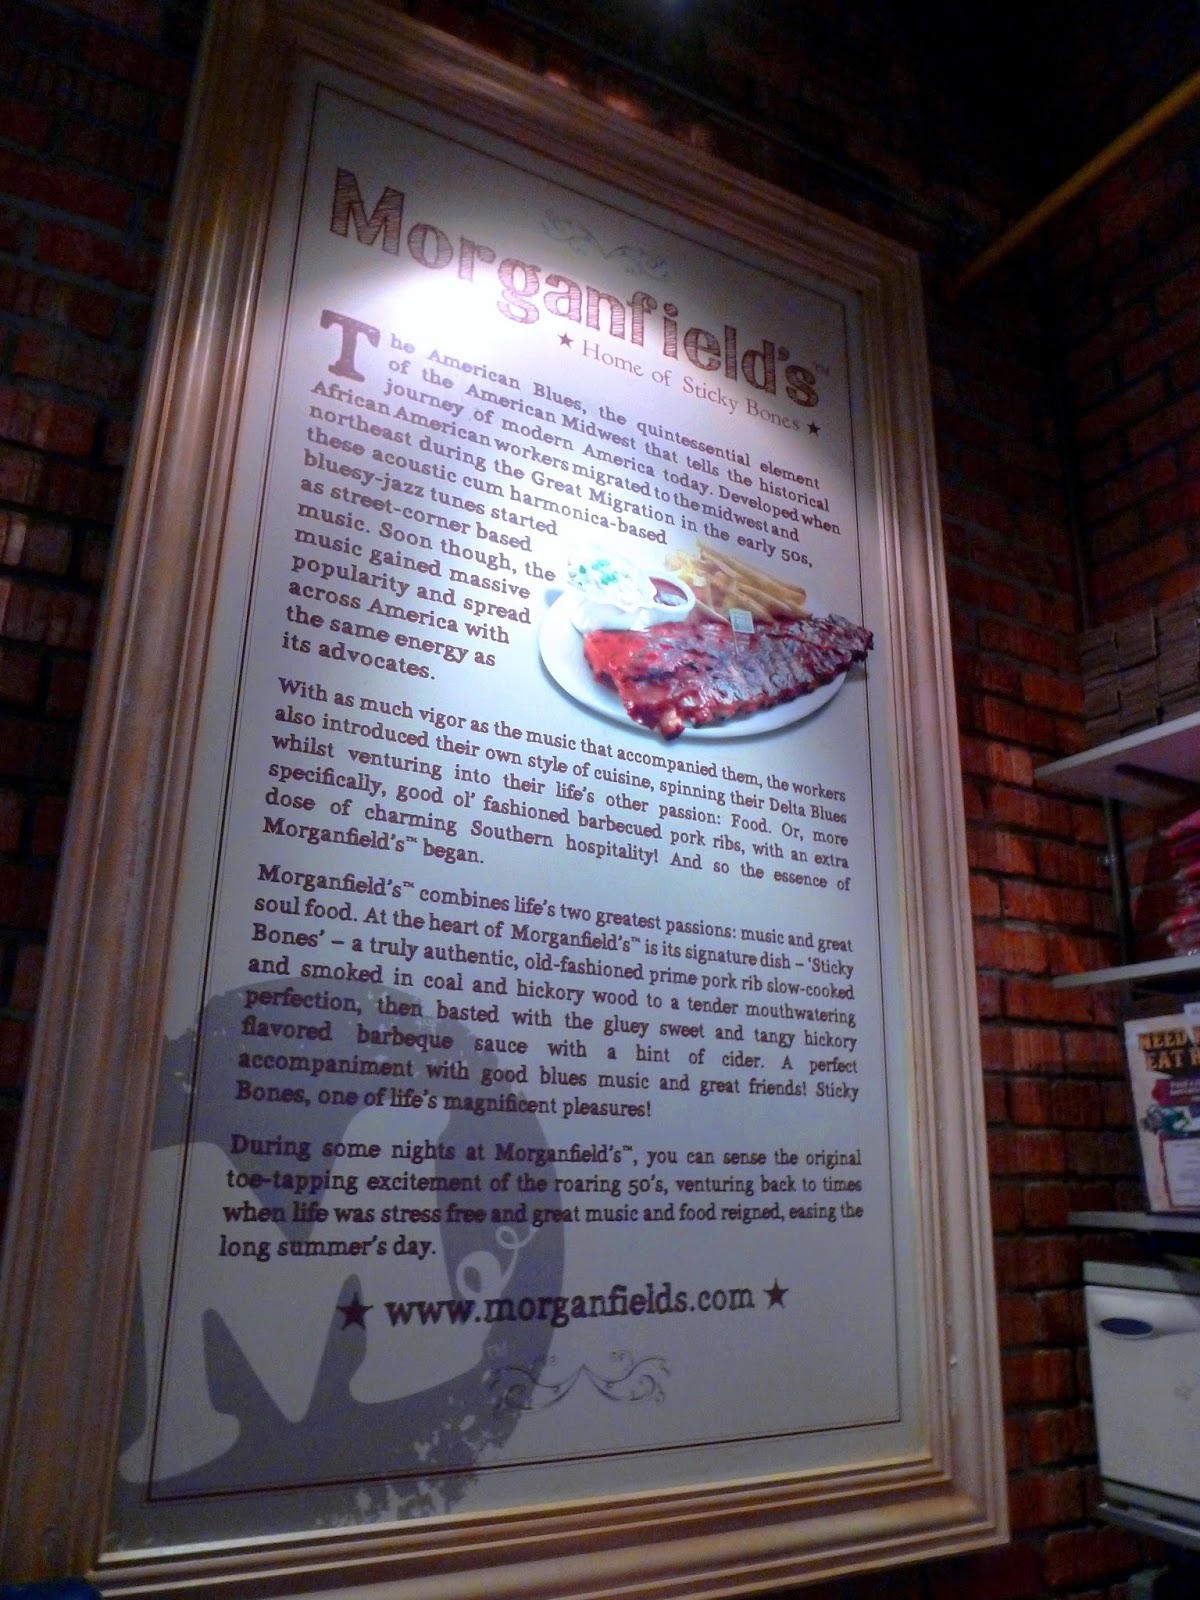 Morganfield's™
★ Home of Sticky Bones ★
The American Blues, the quintessential element
of the American Midwest that tells the historical
journey of modern America today. Developed when
African American workers migrated to the midwest and
northeast during the Great Migration in the early 50s,
these acoustic cum harmonica-based
bluesy-jazz tunes started
as street-corner based
music. Soon though, the
music gained massive
popularity and spread
across America with
the same energy as
its advocates.
With as much vigor as the music that accompanied them, the workers
also introduced their own style of cuisine, spinning their Delta Blues
whilst venturing into their life's other passion: Food. Or, more
specifically, good ol' fashioned barbecued pork ribs, with an extra
dose of charming Southern hospitality! And so the essence of
Morganfield's™ began.
Morganfield's™ combines life's two greatest passions: music and great
soul food. At the heart of Morganfield's™ is its signature dish – 'Sticky
Bones' – a truly authentic, old-fashioned prime pork rib slow-cooked
and smoked in coal and hickory wood to a tender mouthwatering
perfection, then basted with the gluey sweet and tangy hickory
flavored barbeque sauce with a hint of cider. A perfect
accompaniment with good blues music and great friends! Sticky
Bones, one of life's magnificent pleasures!
During some nights at Morganfield's™, you can sense the original
toe-tapping excitement of the roaring 50's, venturing back to times
when life was stress free and great music and food reigned, easing the
long summer's day.
★ www.morganfields.com ★
M
™
NEED
EAT